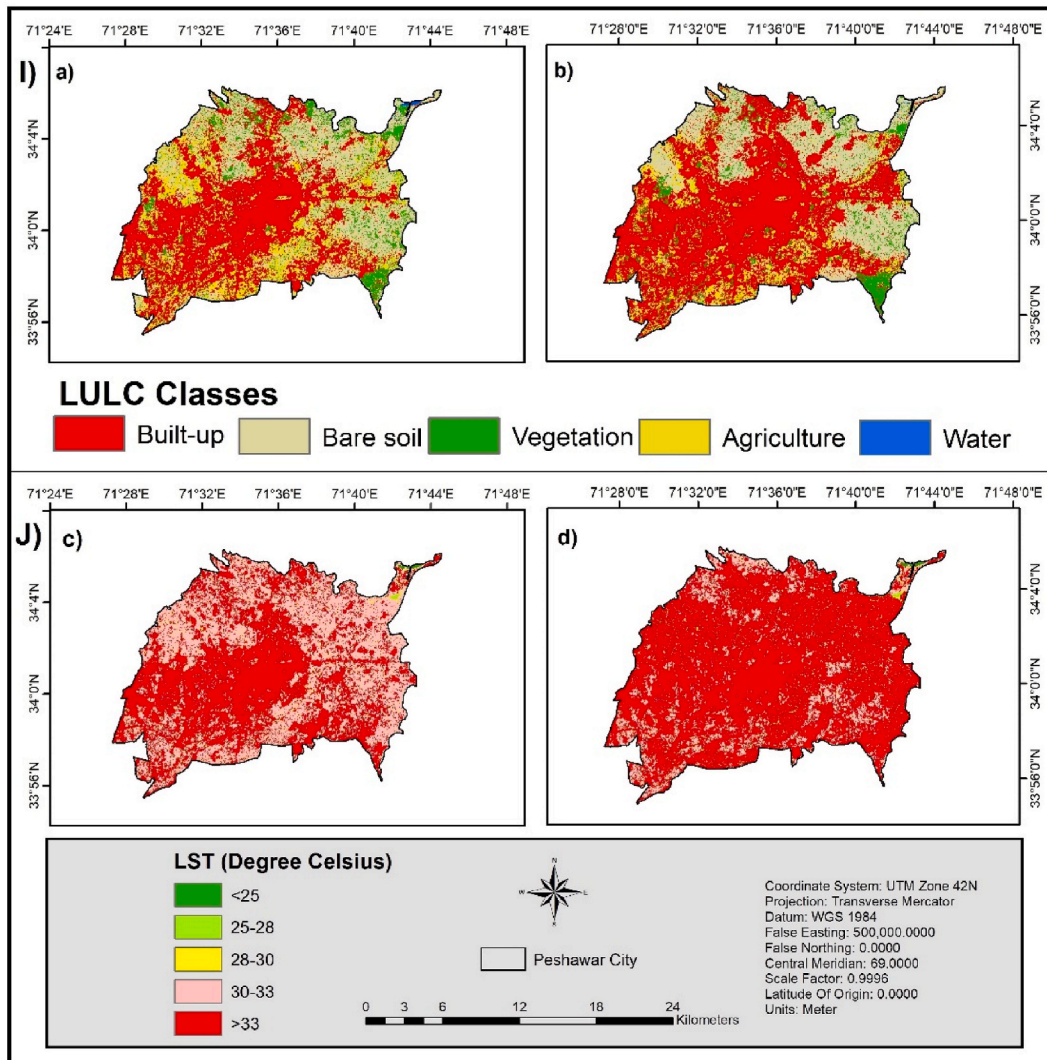 71°24'E 71°28'E 71°32'E 71°36'E 71°40'E 71°44'E 71°48'E
71°28'0"E 71°32'0"E 71°36'0"E 71°40'0"E 71°44'0"E 71°48'0"E
I) a)
b)
34°4'N
34°0'N
33°56'N
34°4'0"N
34°0'0"N
33°56'0"N
LULC Classes
Built-up Bare soil Vegetation Agriculture Water
71°24'E 71°28'E 71°32'E 71°36'E 71°40'E 71°44'E 71°48'E
71°28'0"E 71°32'0"E 71°36'0"E 71°40'0"E 71°44'0"E 71°48'0"E
J) c)
d)
34°4'N
34°0'N
33°56'N
34°4'0"N
34°0'0"N
33°56'0"N
LST (Degree Celsius)
<25
25-28
28-30
30-33
>33
N
W E
S
Peshawar City
0 3 6 12 18 24
Kilometers
Coordinate System: UTM Zone 42N
Projection: Transverse Mercator
Datum: WGS 1984
False Easting: 500,000.0000
False Northing: 0.0000
Central Meridian: 69.0000
Scale Factor: 0.9996
Latitude Of Origin: 0.0000
Units: Meter